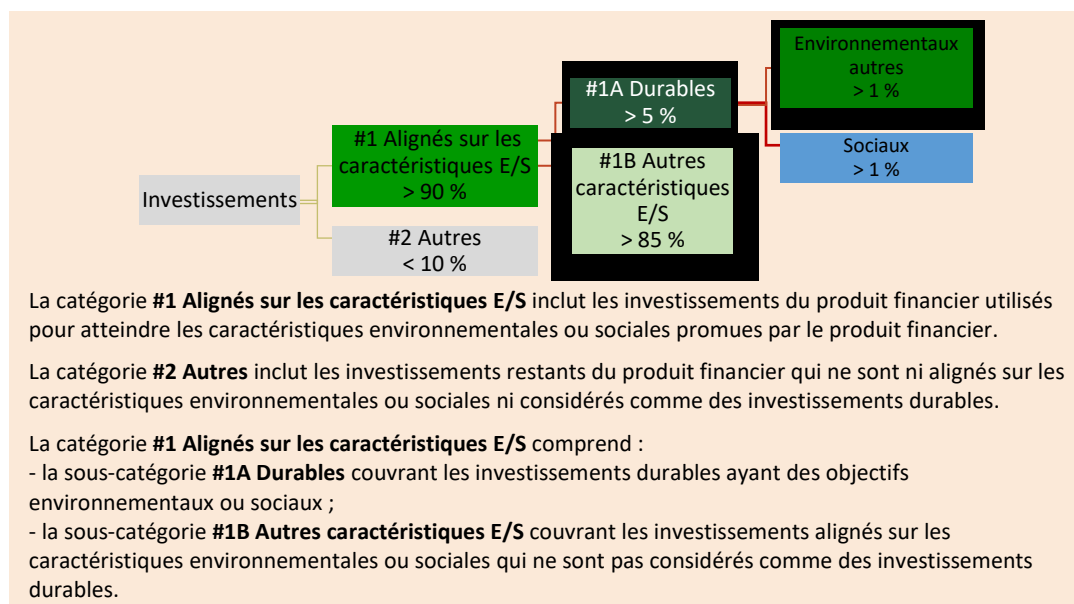 Environnementaux
autres
> 1 %
#1A Durables
> 5 %
#1 Alignés sur les
caractéristiques E/S
> 90 %
Sociaux
> 1 %
#1B Autres
caractéristiques
E/S
> 85 %
Investissements
#2 Autres
< 10 %
La catégorie #1 Alignés sur les caractéristiques E/S inclut les investissements du produit financier utilisés
pour atteindre les caractéristiques environnementales ou sociales promues par le produit financier.
La catégorie #2 Autres inclut les investissements restants du produit financier qui ne sont ni alignés sur les
caractéristiques environnementales ou sociales ni considérés comme des investissements durables.
La catégorie #1 Alignés sur les caractéristiques E/S comprend :
- la sous-catégorie #1A Durables couvrant les investissements durables ayant des objectifs
environnementaux ou sociaux ;
- la sous-catégorie #1B Autres caractéristiques E/S couvrant les investissements alignés sur les
caractéristiques environnementales ou sociales qui ne sont pas considérés comme des investissements
durables.